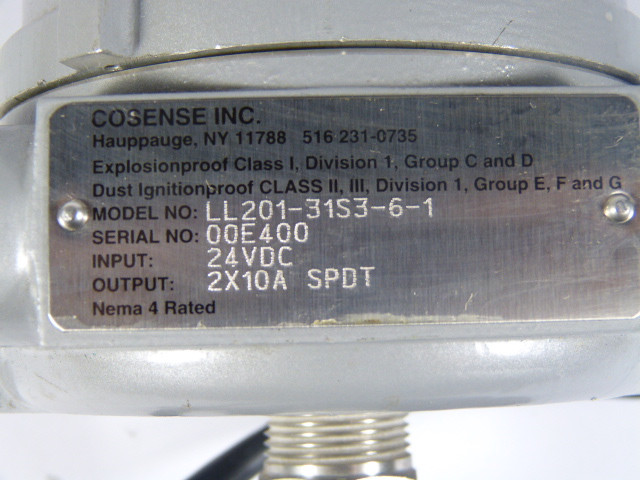 COSENSE INC.
Hauppauge, NY 11788 516 231-0735
Explosionproof Class I, Division 1, Group C and D
Dust Ignitionproof CLASS II, III, Division 1, Group E, F and G
MODEL NO: LL201-31S3-6-1
SERIAL NO: 00E400
INPUT: 24VDC
OUTPUT: 2X10A SPDT
Nema 4 Rated